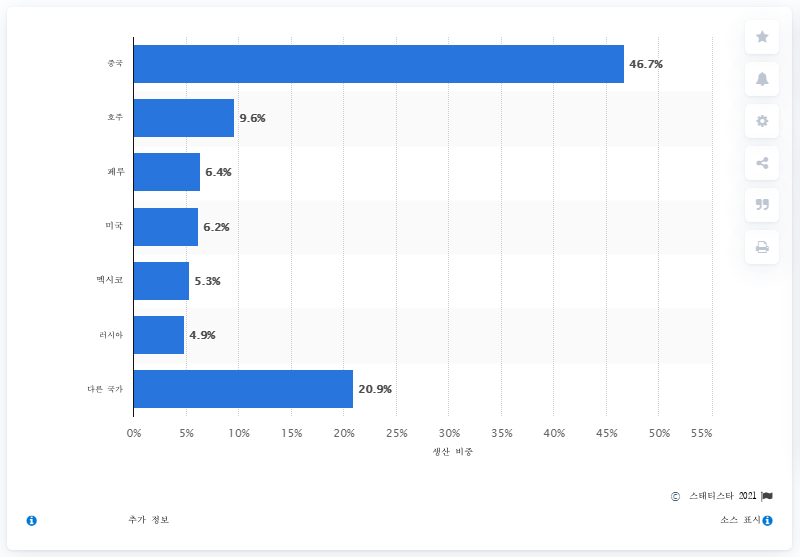 중국 46.7%
호주 9.6%
페루 6.4%
미국 6.2%
멕시코 5.3%
러시아 4.9%
다른 국가 20.9%
0% 5% 10% 15% 20% 25% 30% 35% 40% 45% 50% 55%
생산 비중
© 스태티스타 2021
추가 정보 소스 표시